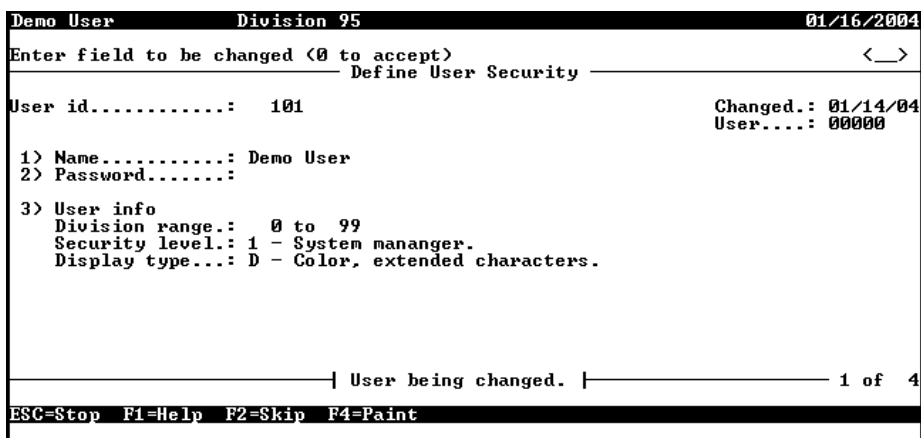 Demo User Division 95 01/16/2004
Enter field to be changed (0 to accept) <__>
Define User Security
User id............: 101 Changed.: 01/14/04
User....: 00000
1) Name...........: Demo User
2) Password.......:
3) User info
Division range.: 0 to 99
Security level.: 1 - System mananger.
Display type...: D - Color, extended characters.
User being changed. 1 of 4
ESC=Stop F1=Help F2=Skip F4=Paint